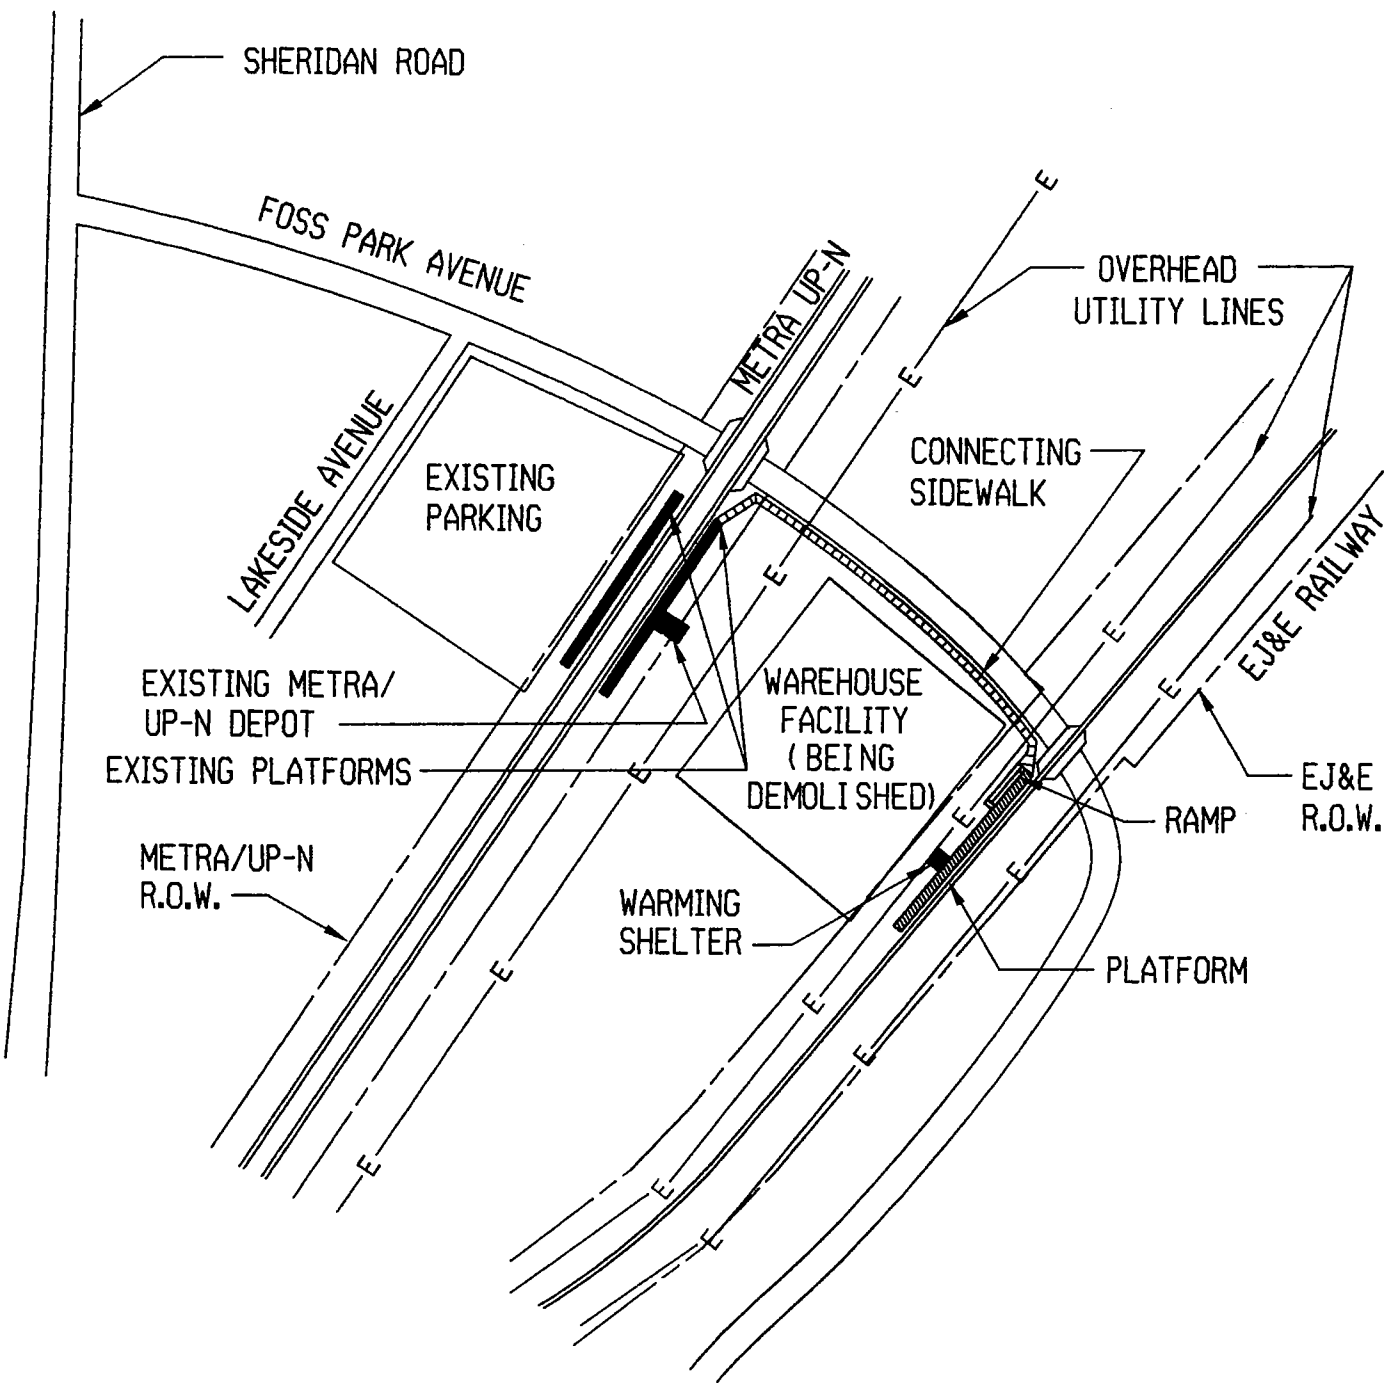 SHERIDAN ROAD
FOSS PARK AVENUE
METRA UP-N
OVERHEAD
UTILITY LINES
LAKESIDE AVENUE
EXISTING
PARKING
CONNECTING
SIDEWALK
EJ&E RAILWAY
EXISTING METRA/
UP-N DEPOT
EXISTING PLATFORMS
WAREHOUSE
FACILITY
(BEING
DEMOLISHED)
EJ&E
R.O.W.
RAMP
METRA/UP-N
R.O.W.
WARMING
SHELTER
PLATFORM
E
E
E
E
E
E
E
E
E
E
E
E
E
E